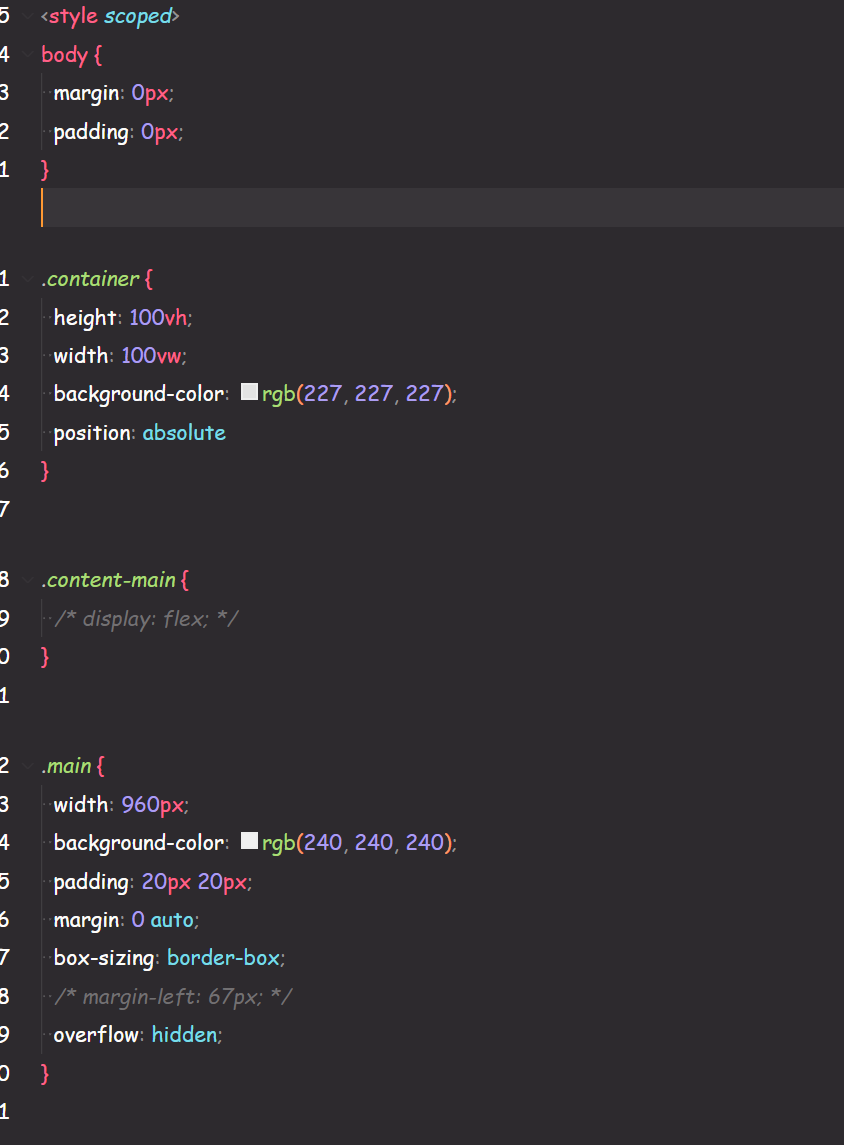 5 <style scoped>
4 body {
3 margin: 0px;
2 padding: 0px;
1 }
1 .container {
2 height: 100vh;
3 width: 100vw;
4 background-color: rgb(227, 227, 227);
5 position: absolute
6 }
7
8 .content-main {
9 /* display: flex; */
0 }
1
2 .main {
3 width: 960px;
4 background-color: rgb(240, 240, 240);
5 padding: 20px 20px;
6 margin: 0 auto;
7 box-sizing: border-box;
8 /* margin-left: 67px; */
9 overflow: hidden;
0 }
1